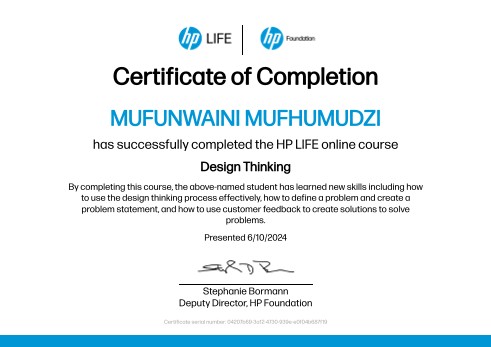 hp LIFE hp Foundation
Certificate of Completion
MUFUNWAINI MUFHUMUDZI
has successfully completed the HP LIFE online course
Design Thinking
By completing this course, the above-named student has learned new skills including how
to use the design thinking process effectively, how to define a problem and create a
problem statement, and how to use customer feedback to create solutions to solve
problems.
Presented 6/10/2024
Stephanie Bormann
Deputy Director, HP Foundation
Certificate serial number: